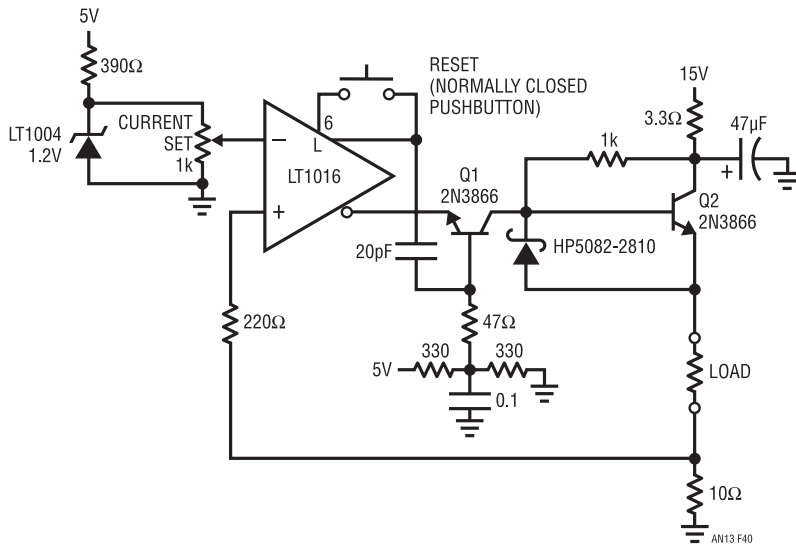 5V
390Ω
LT1004
1.2V
CURRENT
SET
1k
–
+
LT1016
6
L
RESET
(NORMALLY CLOSED
PUSHBUTTON)
20pF
Q1
2N3866
1k
15V
3.3Ω
47µF
+
Q2
2N3866
HP5082-2810
220Ω
47Ω
5V
330
330
0.1
LOAD
10Ω
AN13 F40